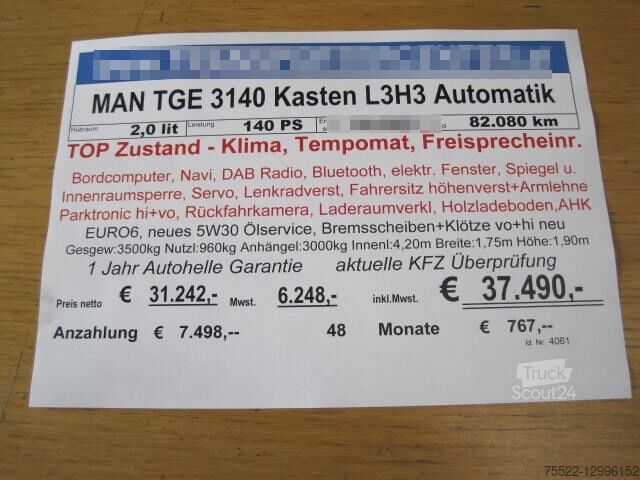 MAN TGE 3140 Kasten L3H3 Automatik
Hubraum 2,0 lit Leistung 140 PS 82.080 km
TOP Zustand - Klima, Tempomat, Freisprecheinr.
Bordcomputer, Navi, DAB Radio, Bluetooth, elektr. Fenster, Spiegel u.
Innenraumsperre, Servo, Lenkradverst, Fahrersitz höhenverst+Armlehne
Parktronic hi+vo, Rückfahrkamera, Laderaumverkl, Holzladeboden,AHK
EURO6, neues 5W30 Ölservice, Bremsscheiben+Klötze vo+hi neu
Gesgew:3500kg Nutzl:960kg Anhängel:3000kg Innenl:4,20m Breite:1,75m Höhe:1,90m
1 Jahr Autohelle Garantie aktuelle KFZ Überprüfung
Preis netto € 31.242,- Mwst. 6.248,- inkl.Mwst. € 37.490,-
Anzahlung € 7.498,-- 48 Monate € 767,--
Id. Nr. 4061
Truck
Scout24
75522-12996152